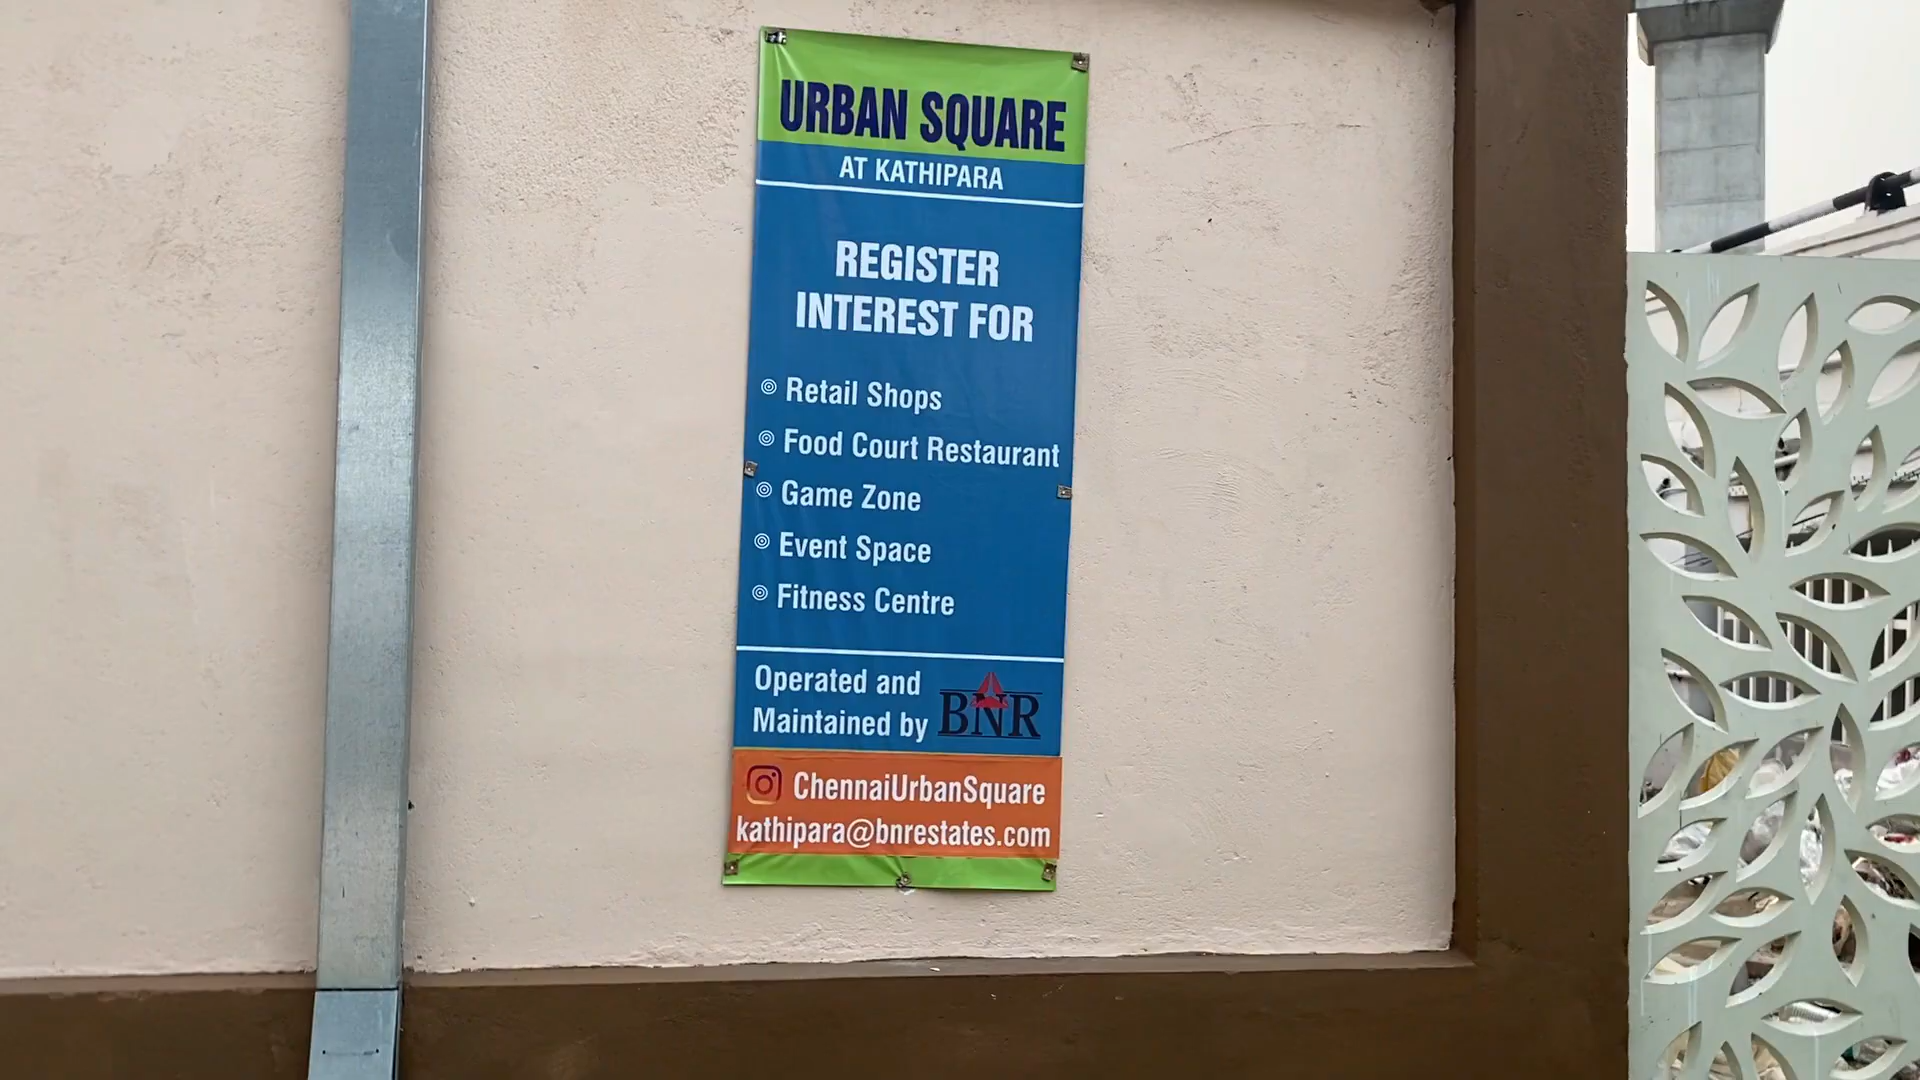 URBAN SQUARE
AT KATHIPARA
REGISTER
INTEREST FOR
Retail Shops
Food Court Restaurant
Game Zone
Event Space
Fitness Centre
Operated and
Maintained by BNR
ChennaiUrbanSquare
kathipara@bnrestates.com